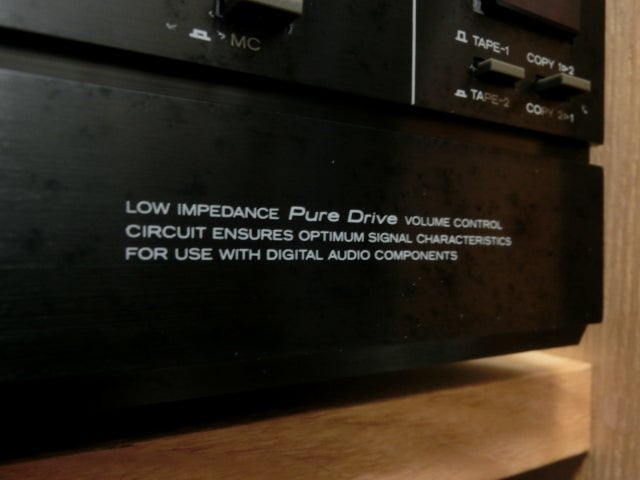 MC
TAPE-1 COPY 1▷2
TAPE-2 COPY 2▷1
LOW IMPEDANCE Pure Drive VOLUME CONTROL
CIRCUIT ENSURES OPTIMUM SIGNAL CHARACTERISTICS
FOR USE WITH DIGITAL AUDIO COMPONENTS